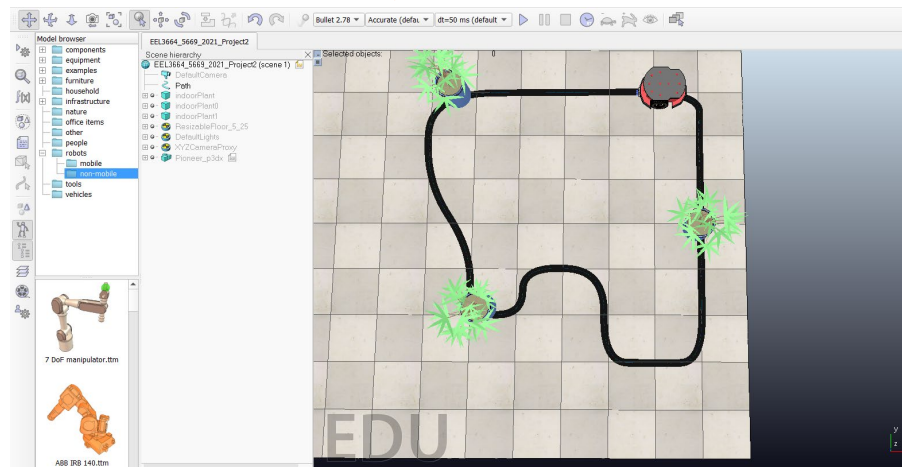 Bullet 2.78
Accurate (defau
dt=50 ms (default
Model browser
components
equipment
examples
furniture
household
infrastructure
nature
office items
other
people
robots
mobile
non-mobile
tools
vehicles
7 DoF manipulator.ttm
ABB IRB 140.ttm
EEL3664_5669_2021_Project2
Scene hierarchy
EEL3664_5669_2021_Project2 (scene 1)
DefaultCamera
Path
indoorPlant
indoorPlant0
indoorPlant1
ResizableFloor_5_25
DefaultLights
XYZCameraProxy
Pioneer_p3dx
Selected objects: 0
EDU
y
z